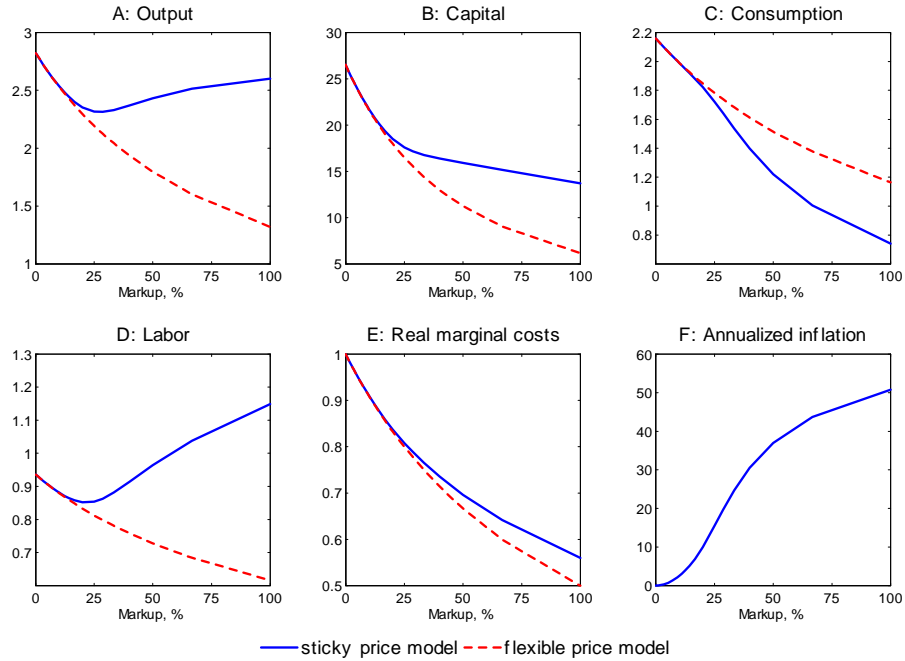 A: Output
B: Capital
C: Consumption
3
2.5
2
1.5
1
0 25 50 75 100
Markup, %
30
25
20
15
10
5
0 25 50 75 100
Markup, %
2.2
2
1.8
1.6
1.4
1.2
1
0.8
0 25 50 75 100
Markup, %
D: Labor
E: Real marginal costs
F: Annualized inflation
1.3
1.2
1.1
1
0.9
0.8
0.7
0 25 50 75 100
Markup, %
1
0.9
0.8
0.7
0.6
0.5
0 25 50 75 100
Markup, %
60
50
40
30
20
10
0
0 25 50 75 100
Markup, %
sticky price model flexible price model